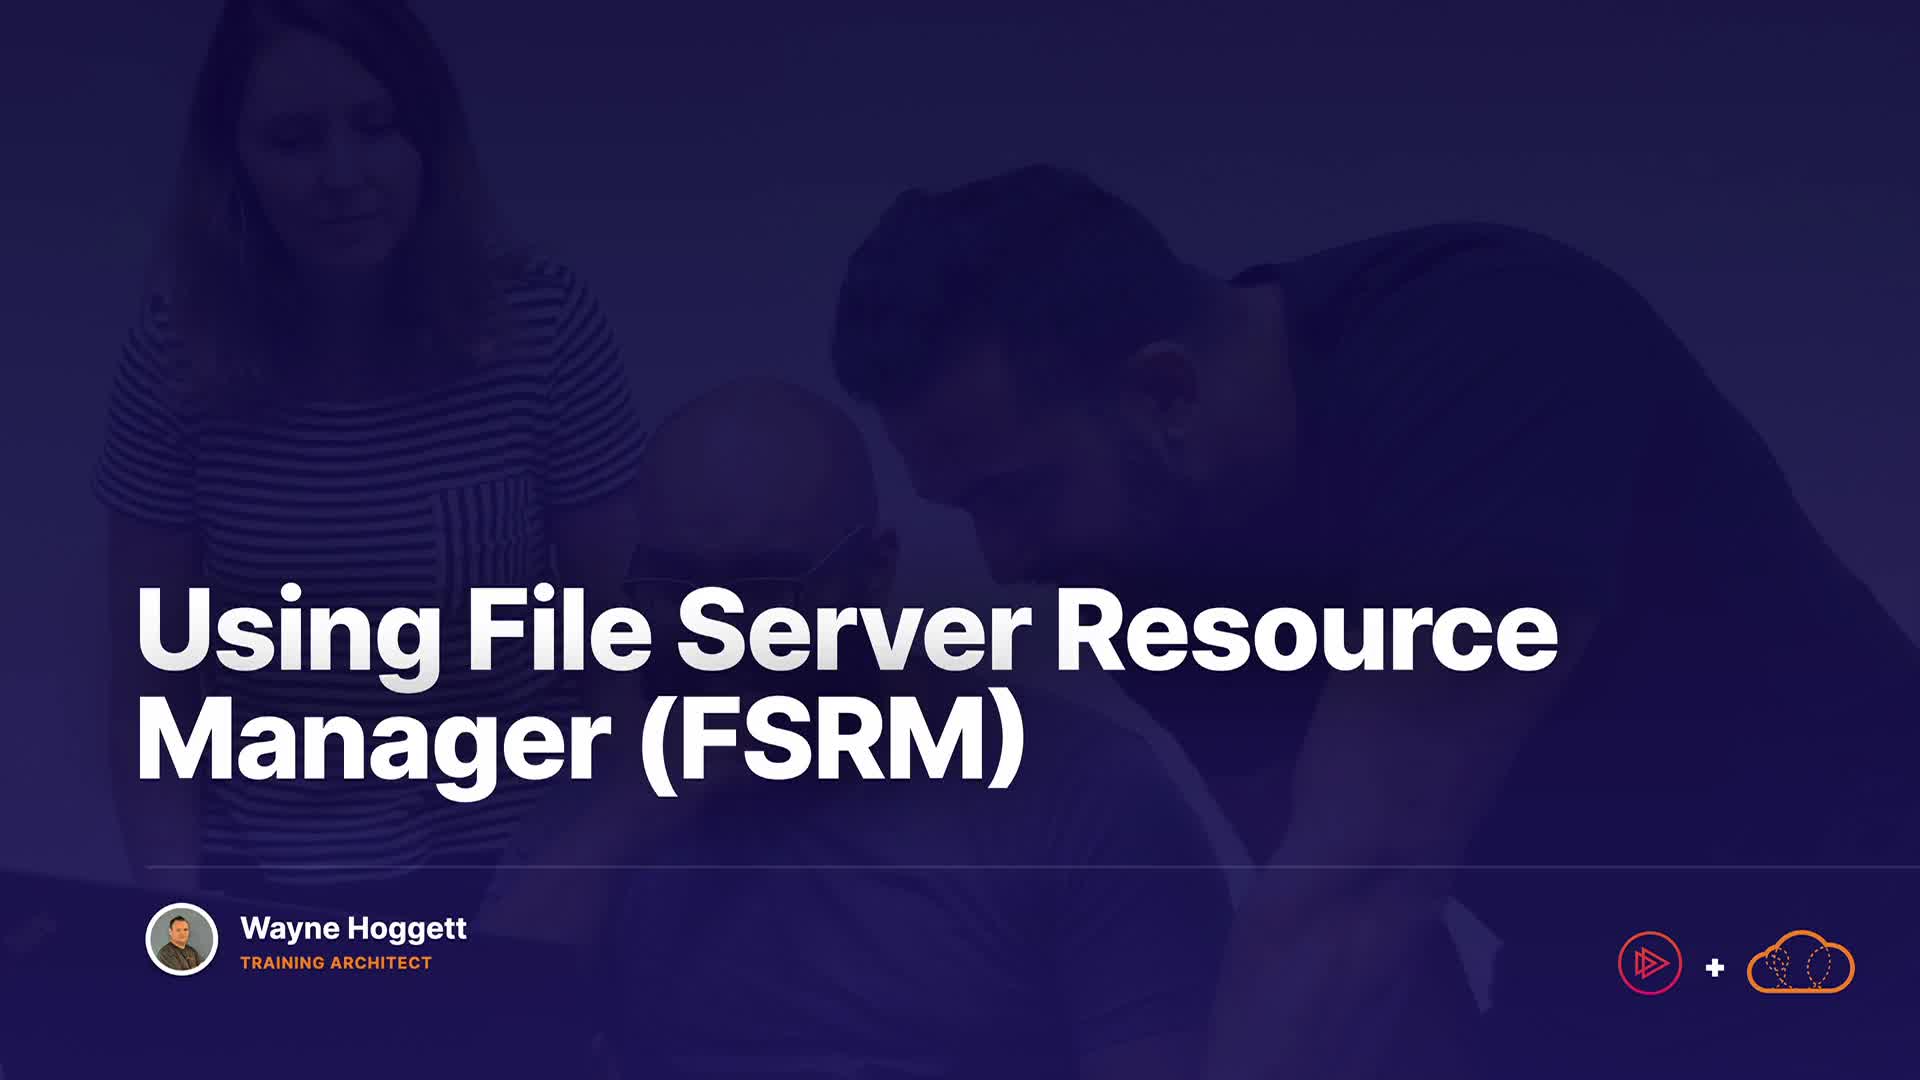 Using File Server Resource
Manager (FSRM)
Wayne Hoggett
TRAINING ARCHITECT